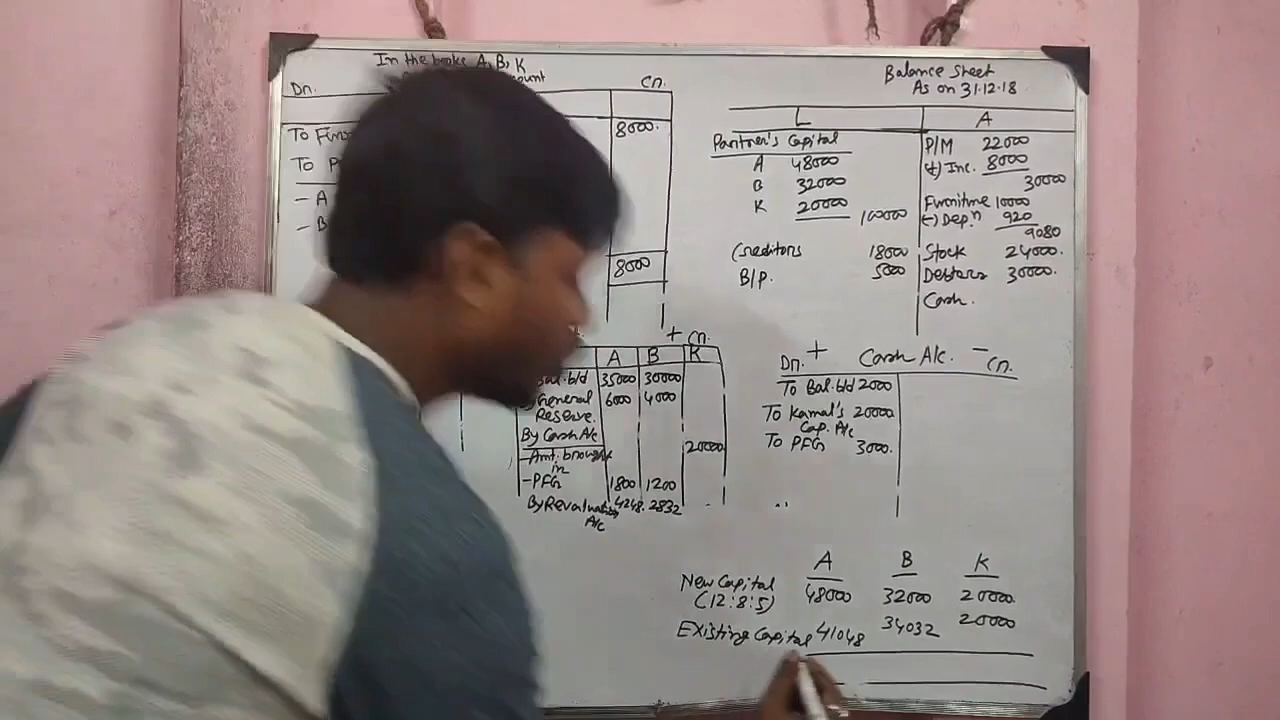 In the books A, B, K
Dr. Cr.
To Furn
8000.
To P
- A
- B
8000
+ Cr.
A B K
Bal. b/d 35000 30000
By General 6000 4000
Reserve.
By Cash A/c
20000
- Amt. brought
in
- PFG 1800 1200
By Revaluation 4248. 2832
A/c
Balance Sheet
As on 31.12.18
L A
Partner's Capital
A 48000
B 32000
K 20000
100000
Creditors 18000
B/P. 5000
P/M 22000
(+) Inc. 8000
30000
Furniture 10000
(-) Depn 920
9080
Stock 24000.
Debtors 30000.
Cash.
Dr. + Cash A/c. - Cr.
To Bal. b/d 2000
To Kamal's 20000
Cap. A/c
To PFG 3000.
A B K
New Capital 48000 32000 20000
(12:8:5)
Existing Capital 41048 34032 20000